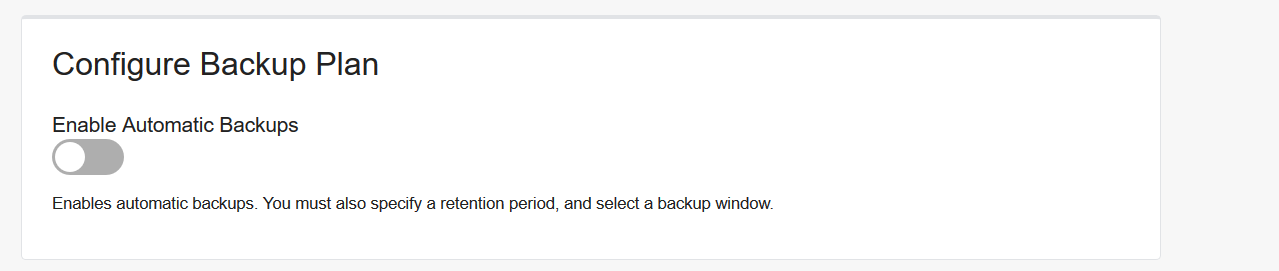 Configure Backup Plan
Enable Automatic Backups
Enables automatic backups. You must also specify a retention period, and select a backup window.